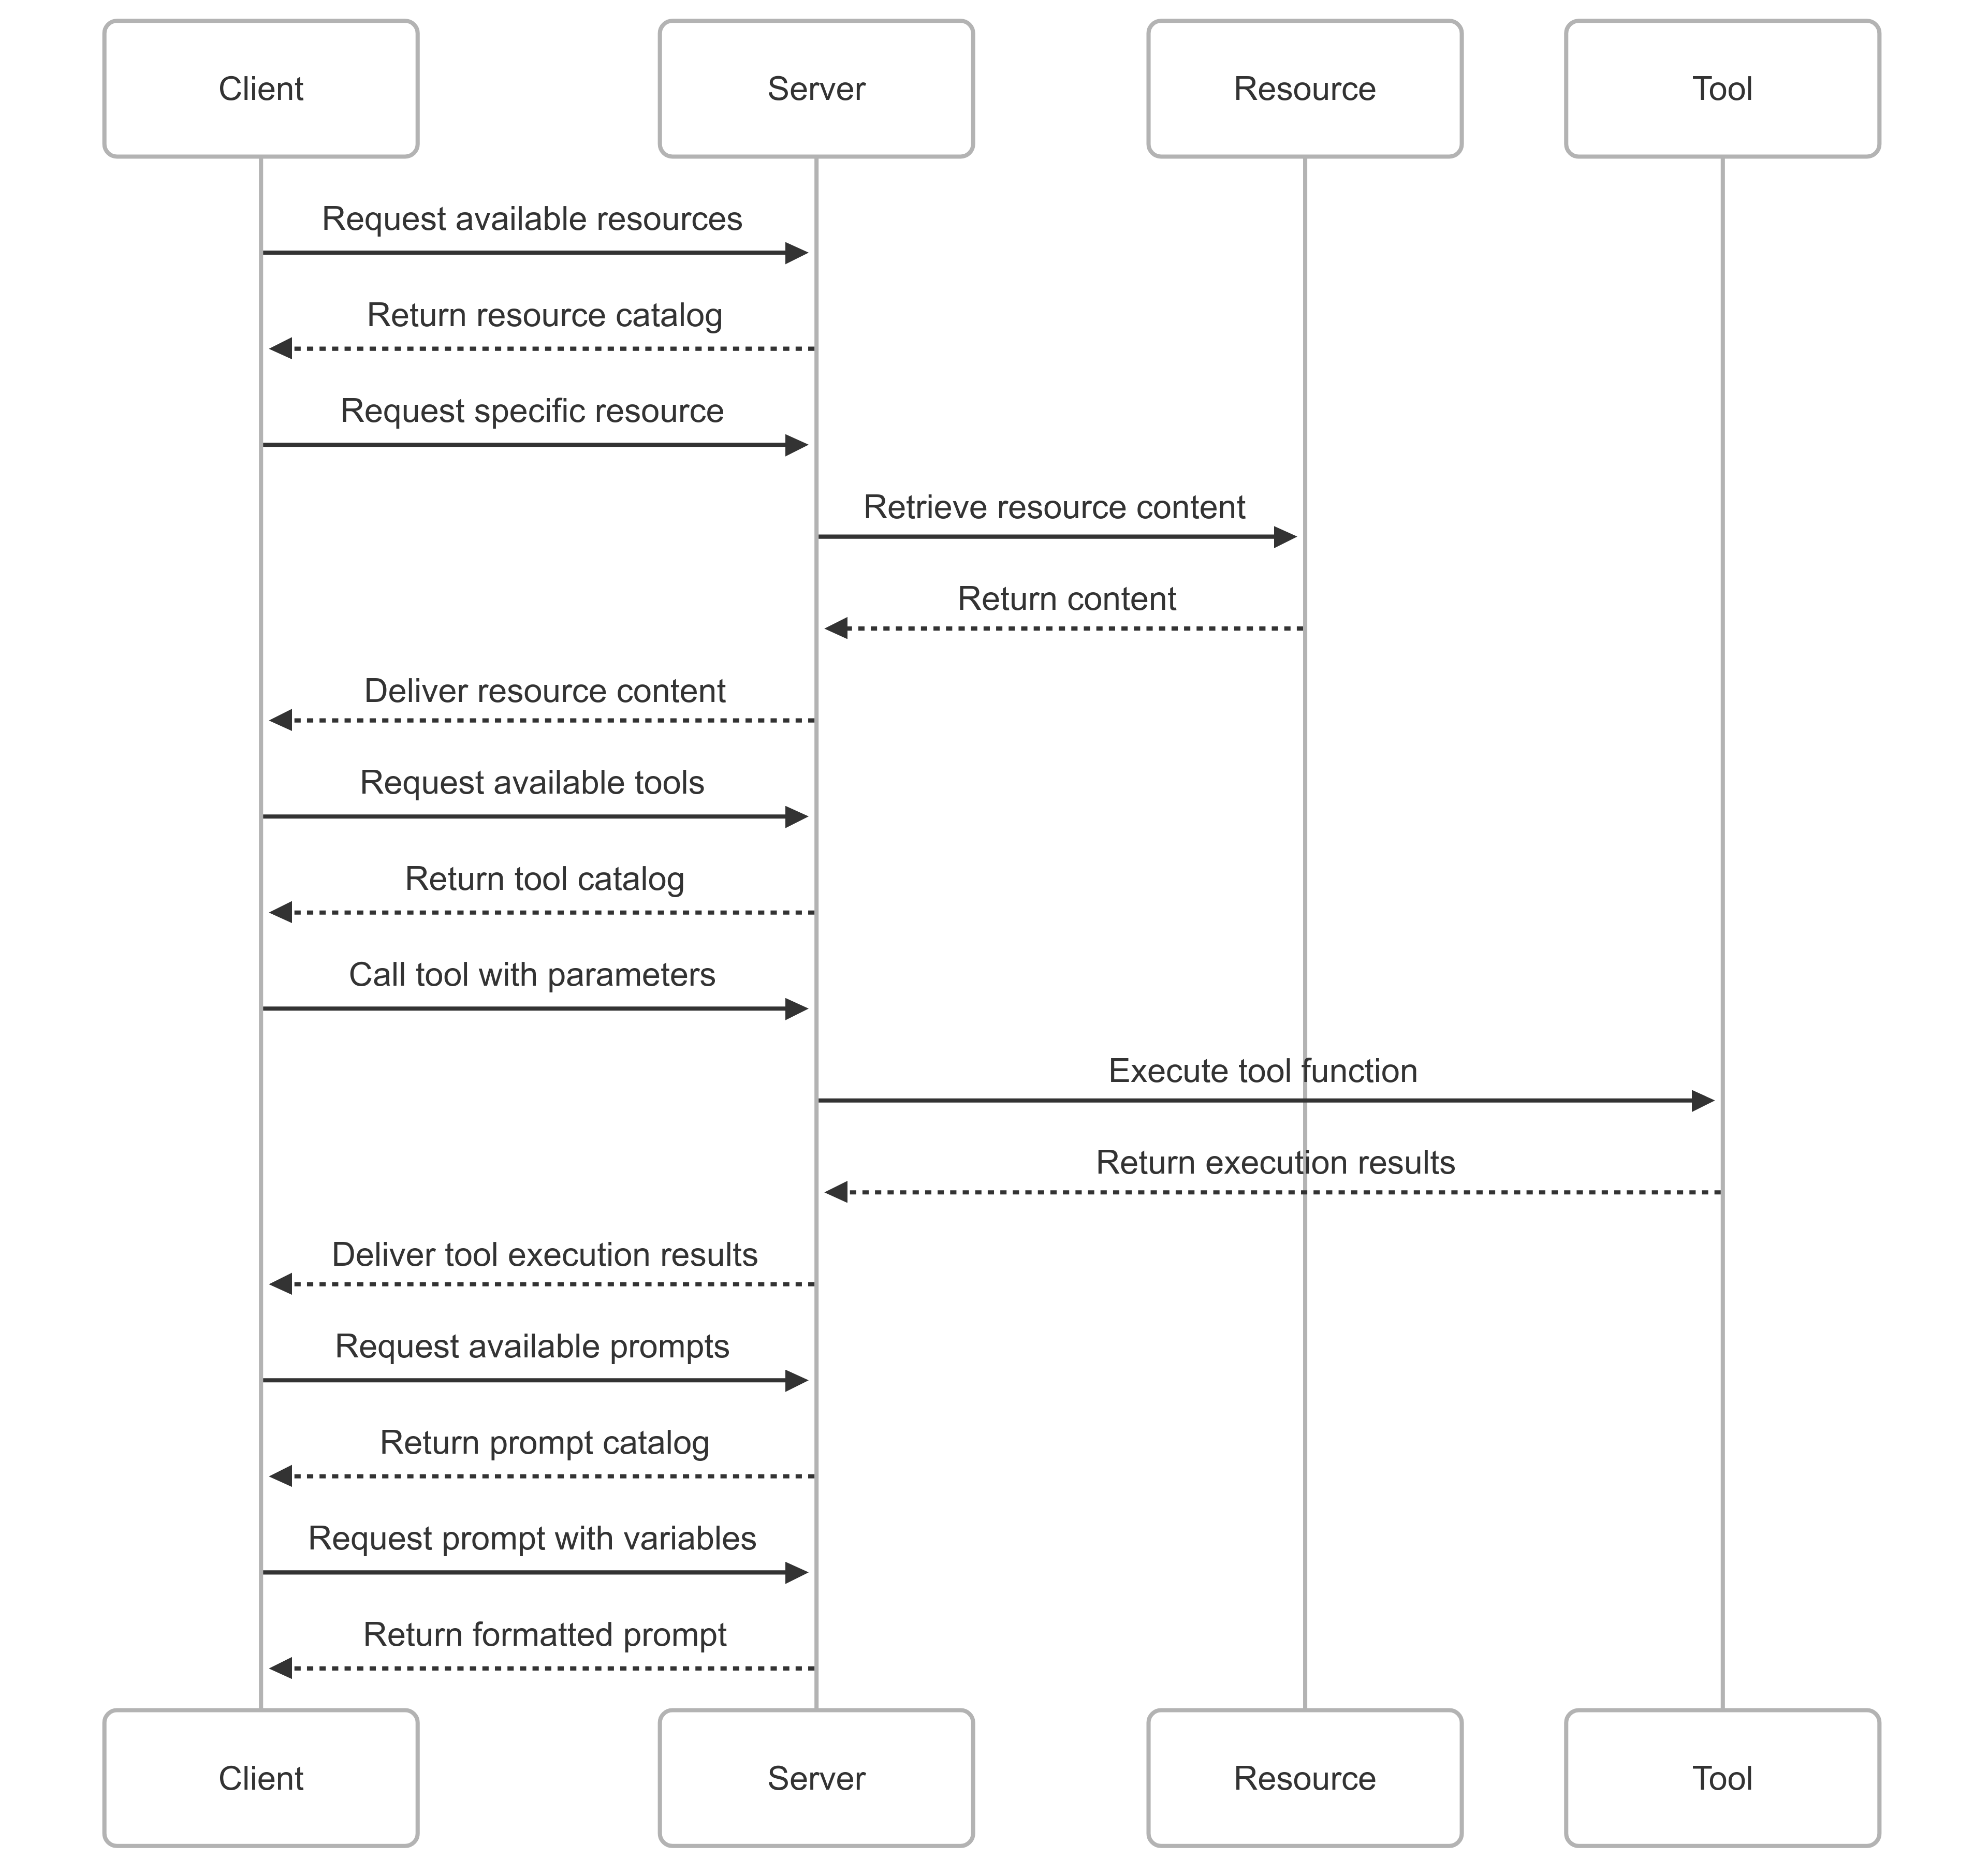 Client
Server
Resource
Tool
Request available resources
Return resource catalog
Request specific resource
Retrieve resource content
Return content
Deliver resource content
Request available tools
Return tool catalog
Call tool with parameters
Execute tool function
Return execution results
Deliver tool execution results
Request available prompts
Return prompt catalog
Request prompt with variables
Return formatted prompt
Client
Server
Resource
Tool